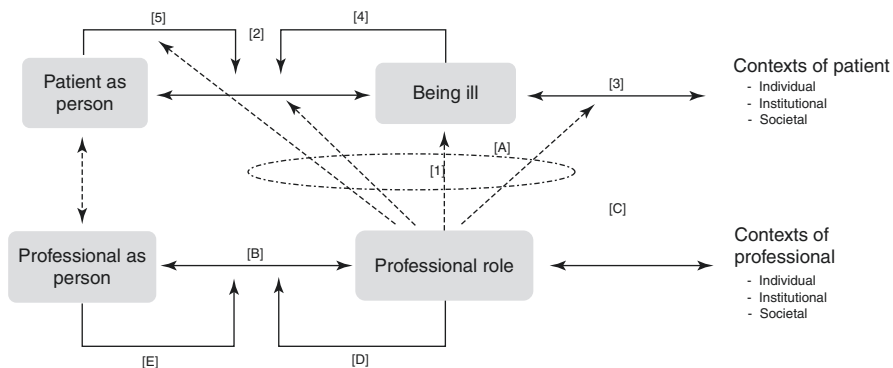 [5]
[2]
[4]
Patient as
person
Being ill
[3]
Contexts of patient
- Individual
- Institutional
- Societal
[A]
[1]
[C]
Professional as
person
[B]
Professional role
Contexts of
professional
- Individual
- Institutional
- Societal
[E]
[D]